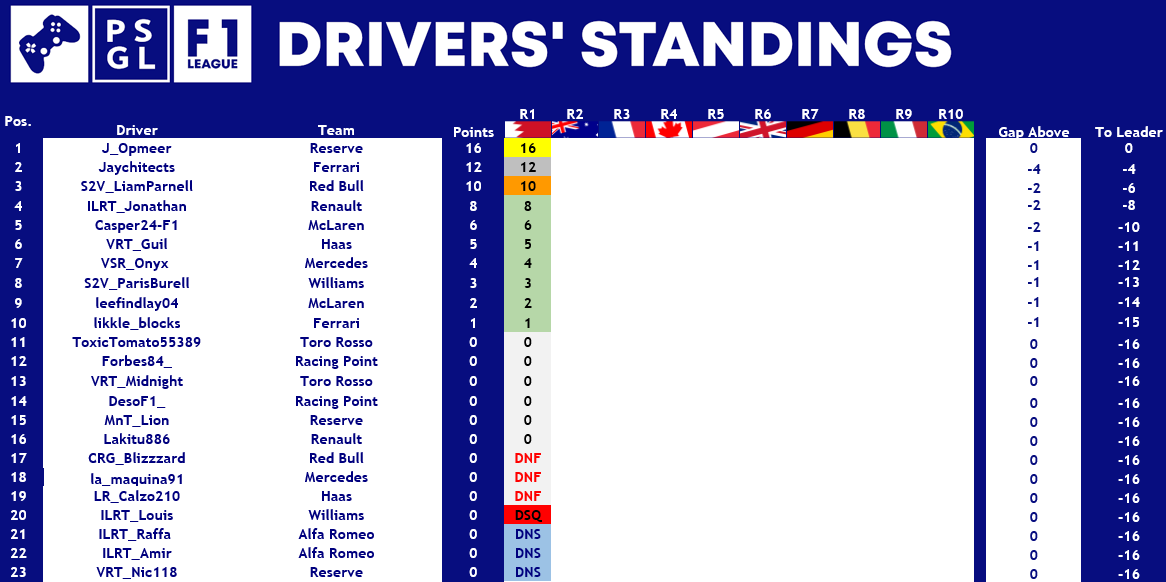 PS
GL
F1
LEAGUE
DRIVERS' STANDINGS
Pos. Driver Team Points R1 R2 R3 R4 R5 R6 R7 R8 R9 R10 Gap Above To Leader
1 J_Opmeer Reserve 16 16 0 0
2 Jaychitects Ferrari 12 12 -4 -4
3 S2V_LiamParnell Red Bull 10 10 -2 -6
4 ILRT_Jonathan Renault 8 8 -2 -8
5 Casper24-F1 McLaren 6 6 -2 -10
6 VRT_Guil Haas 5 5 -1 -11
7 VSR_Onyx Mercedes 4 4 -1 -12
8 S2V_ParisBurell Williams 3 3 -1 -13
9 leefindlay04 McLaren 2 2 -1 -14
10 likkle_blocks Ferrari 1 1 -1 -15
11 ToxicTomato55389 Toro Rosso 0 0 0 -16
12 Forbes84_ Racing Point 0 0 0 -16
13 VRT_Midnight Toro Rosso 0 0 0 -16
14 DesoF1_ Racing Point 0 0 0 -16
15 MnT_Lion Reserve 0 0 0 -16
16 Lakitu886 Renault 0 0 0 -16
17 CRG_Blizzzard Red Bull 0 DNF 0 -16
18 la_maquina91 Mercedes 0 DNF 0 -16
19 LR_Calzo210 Haas 0 DNF 0 -16
20 ILRT_Louis Williams 0 DSQ 0 -16
21 ILRT_Raffa Alfa Romeo 0 DNS 0 -16
22 ILRT_Amir Alfa Romeo 0 DNS 0 -16
23 VRT_Nic118 Reserve 0 DNS 0 -16